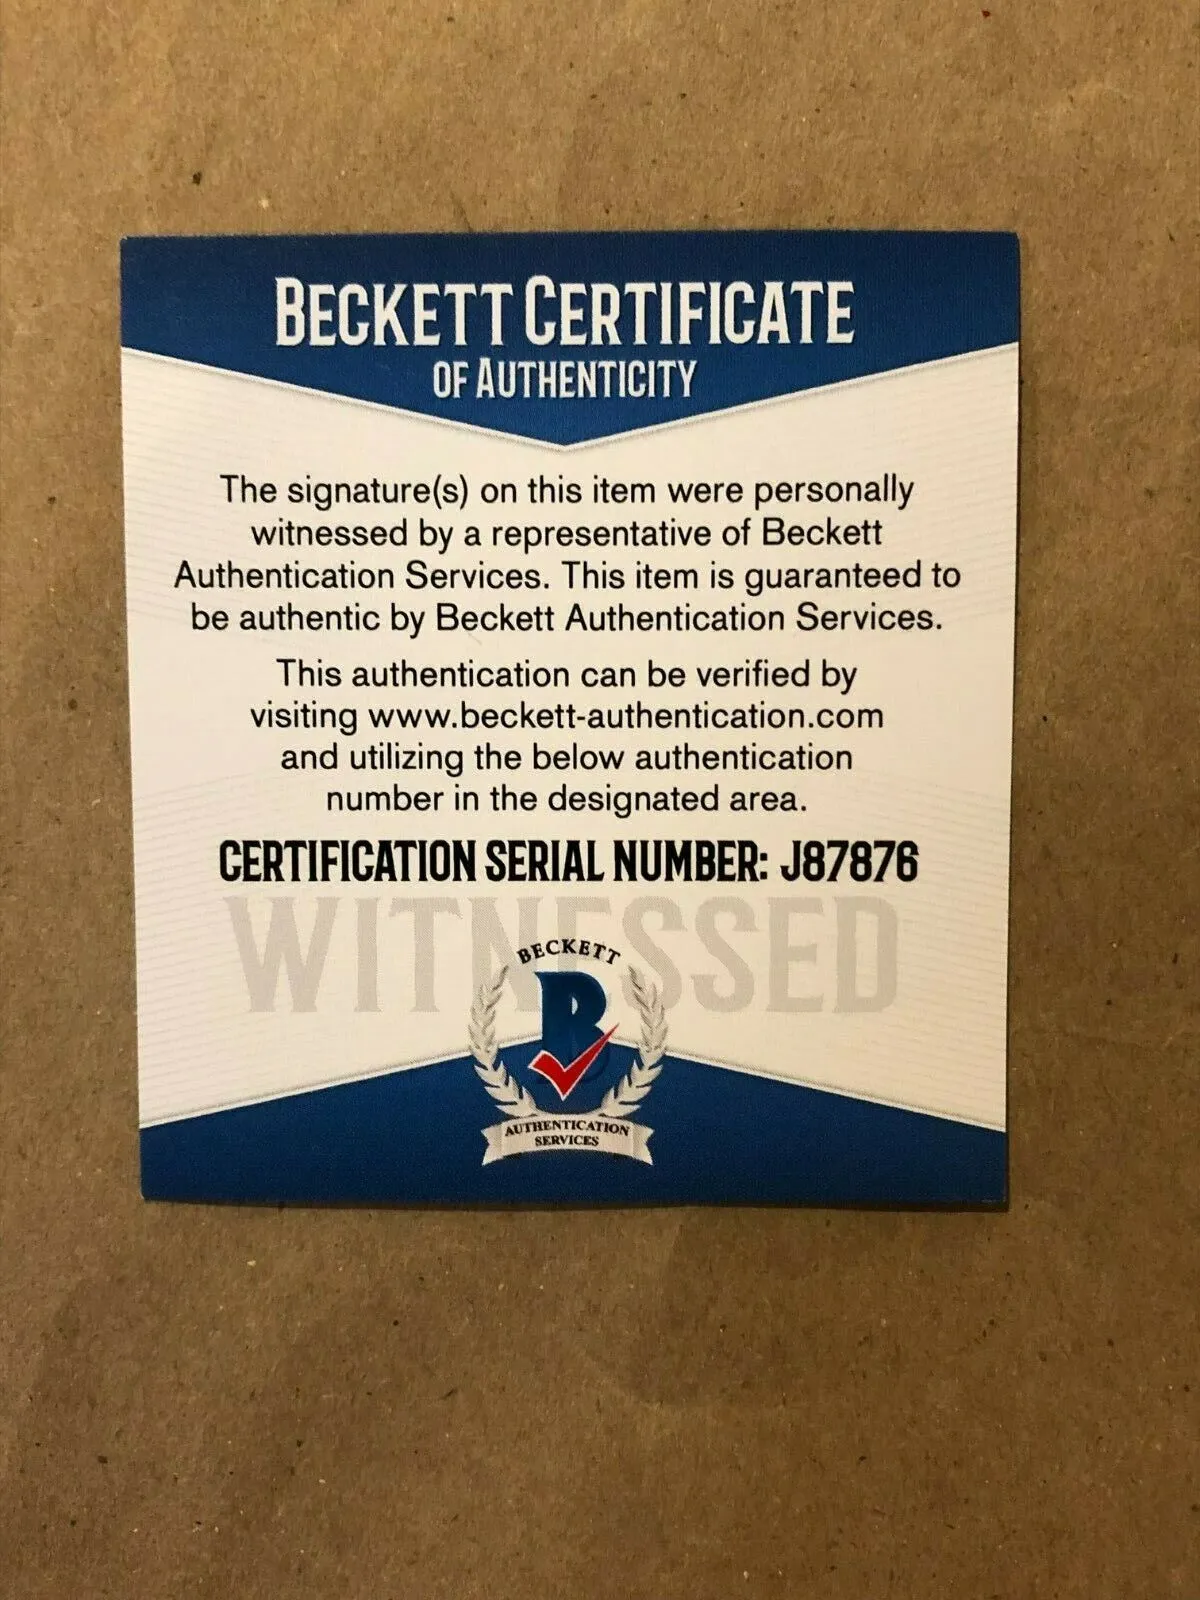 BECKETT CERTIFICATE
OF AUTHENTICITY
The signature(s) on this item were personally
witnessed by a representative of Beckett
Authentication Services. This item is guaranteed to
be authentic by Beckett Authentication Services.
This authentication can be verified by
visiting www.beckett-authentication.com
and utilizing the below authentication
number in the designated area.
CERTIFICATION SERIAL NUMBER: J87876
WITNESSED
BECKETT
B
AUTHENTICATION
SERVICES